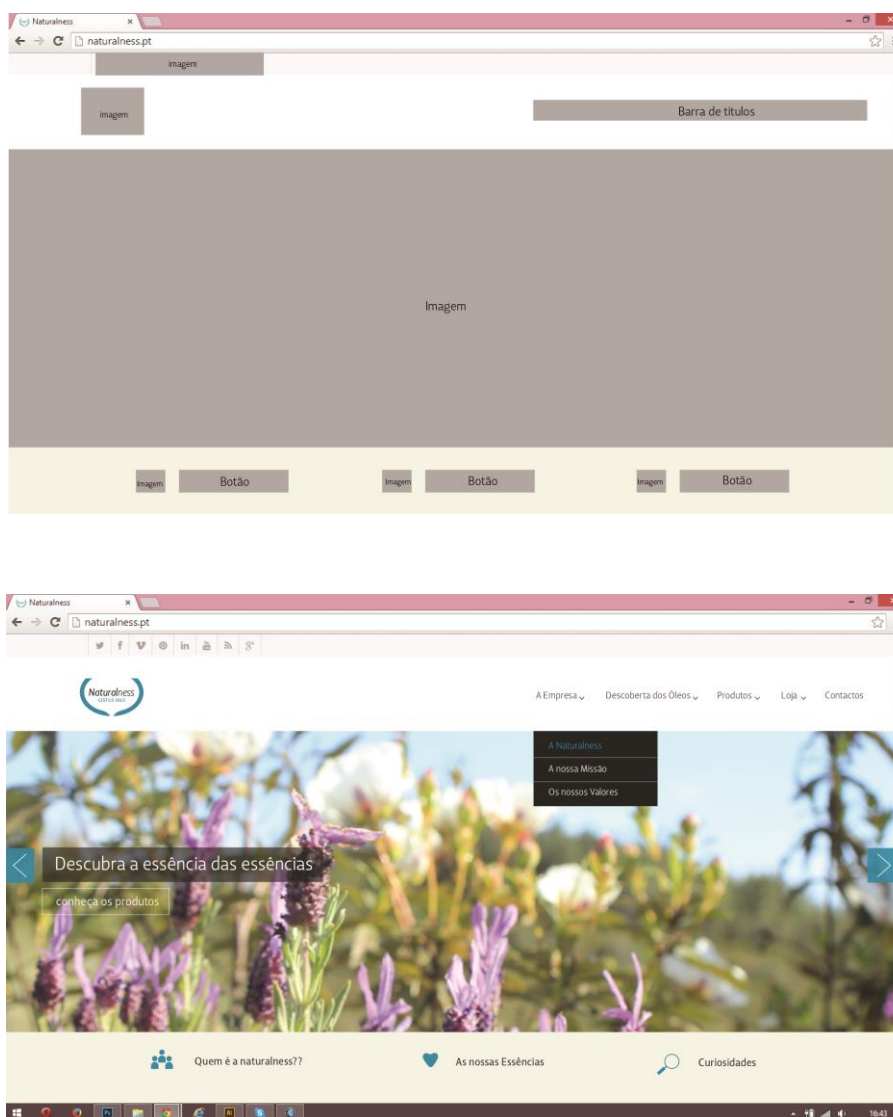 Naturalness
naturalness.pt
imagem
imagem
Barra de titulos
Imagem
Imagem
Botão
Imagem
Botão
Imagem
Botão
Naturalness
naturalness.pt
Naturalness
A Empresa
Descoberta dos Óleos
Produtos
Loja
Contactos
A Naturalness
A nossa Missão
Os nossos Valores
Descubra a essência das essências
conheça os produtos
Quem é a naturalness??
As nossas Essências
Curiosidades
16:43